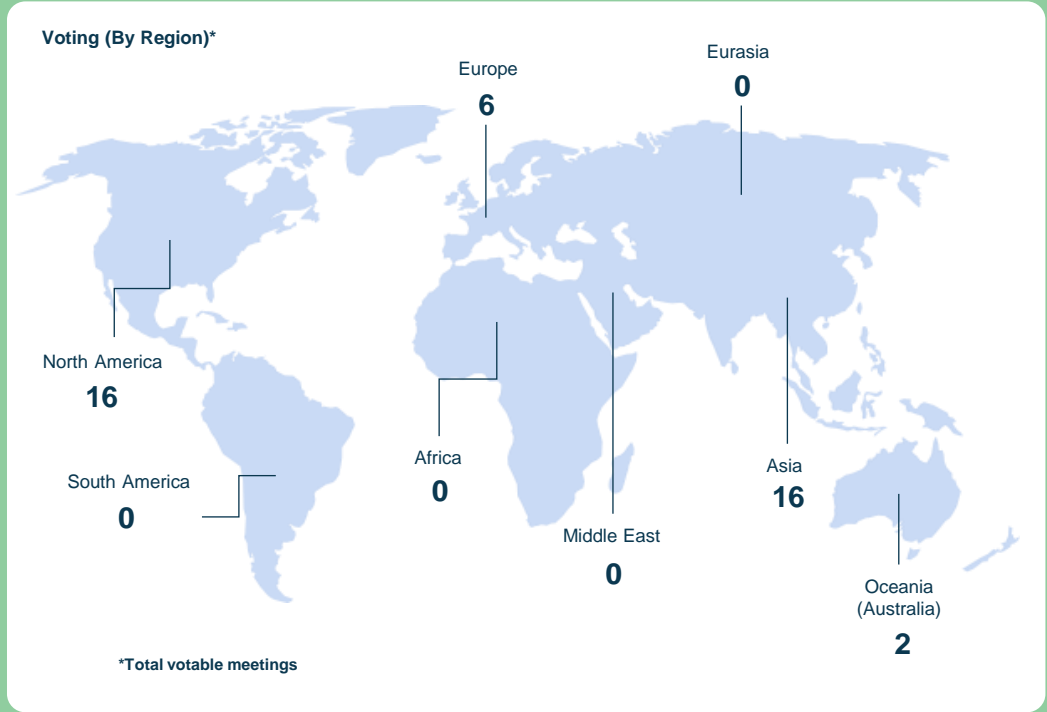 Voting (By Region)*
Europe
6
Eurasia
0
North America
16
South America
0
Africa
0
Middle East
0
Asia
16
Oceania
(Australia)
2
*Total votable meetings